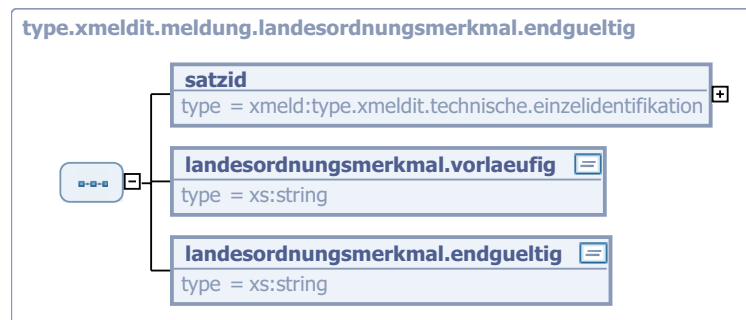 type.xmeldit.meldung.landesordnungsmerkmal.endgueltig
satzid
type = xmeld:type.xmeldit.technische.einzelidentifikation
landesordnungsmerkmal.vorlaeufig
type = xs:string
landesordnungsmerkmal.endgueltig
type = xs:string